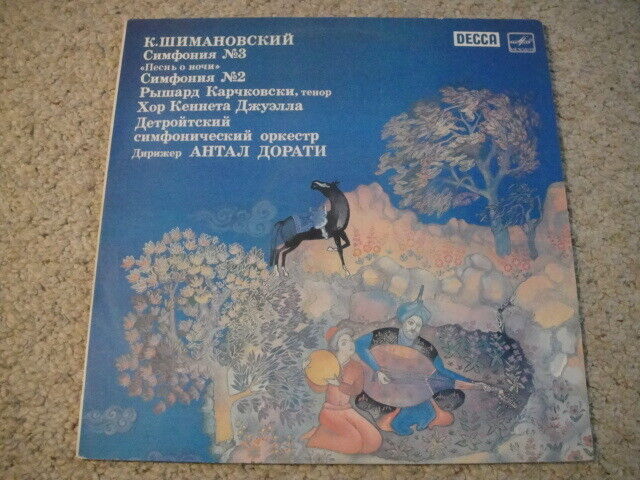 К.ШИМАНОВСКИЙ
Симфония №3
«Песнь о ночи»
Симфония №2
Рышард Карчковски, тенор
Хор Кеннета Джуэлла
Детройтский
симфонический оркестр
Дирижер АНТАЛ ДОРАТИ
DECCA